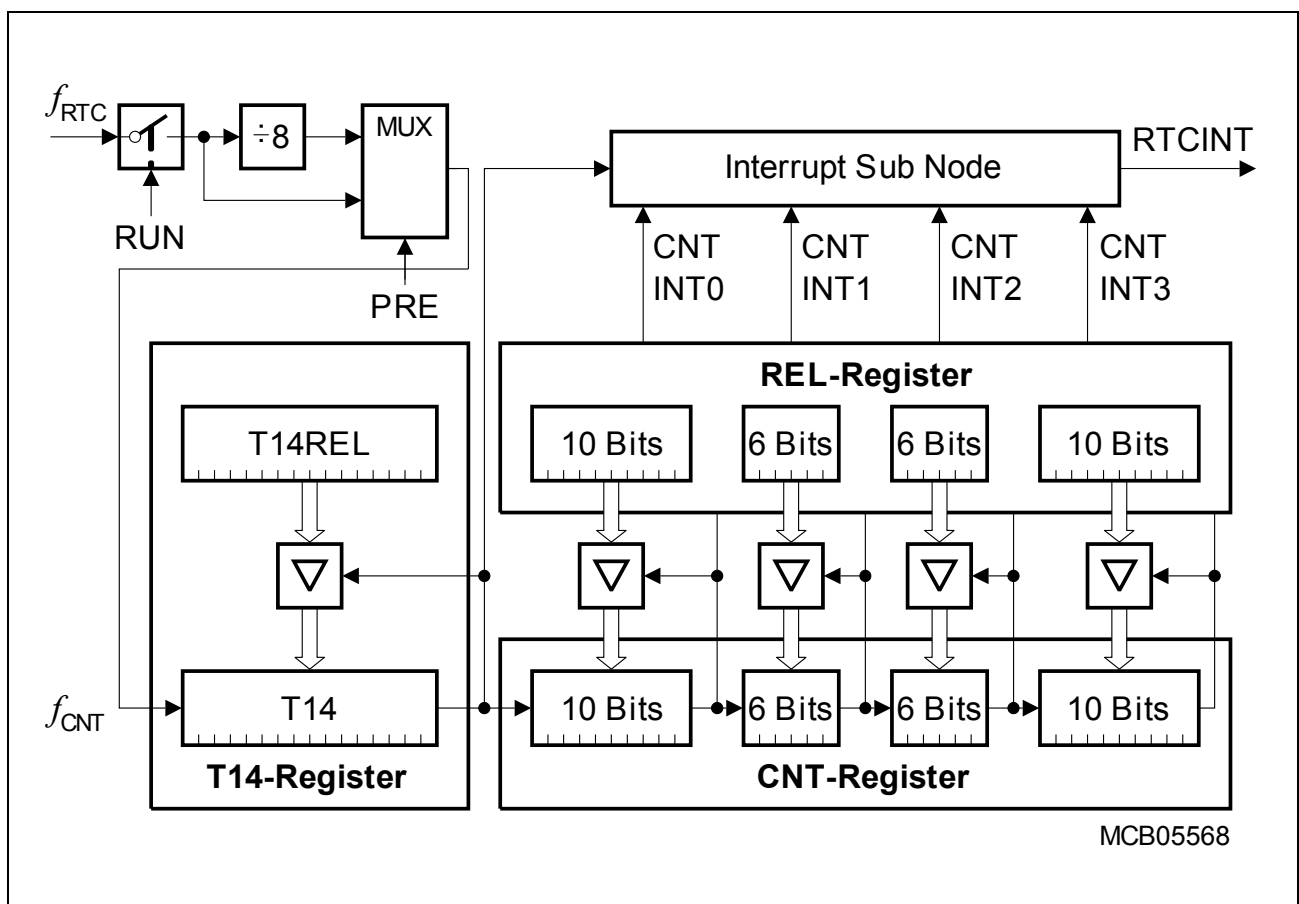 fRTC
÷8
MUX
RUN
PRE
Interrupt Sub Node
RTCINT
CNT INT0
CNT INT1
CNT INT2
CNT INT3
REL-Register
T14REL
10 Bits
6 Bits
6 Bits
10 Bits
fCNT
T14
10 Bits
6 Bits
6 Bits
10 Bits
T14-Register
CNT-Register
MCB05568